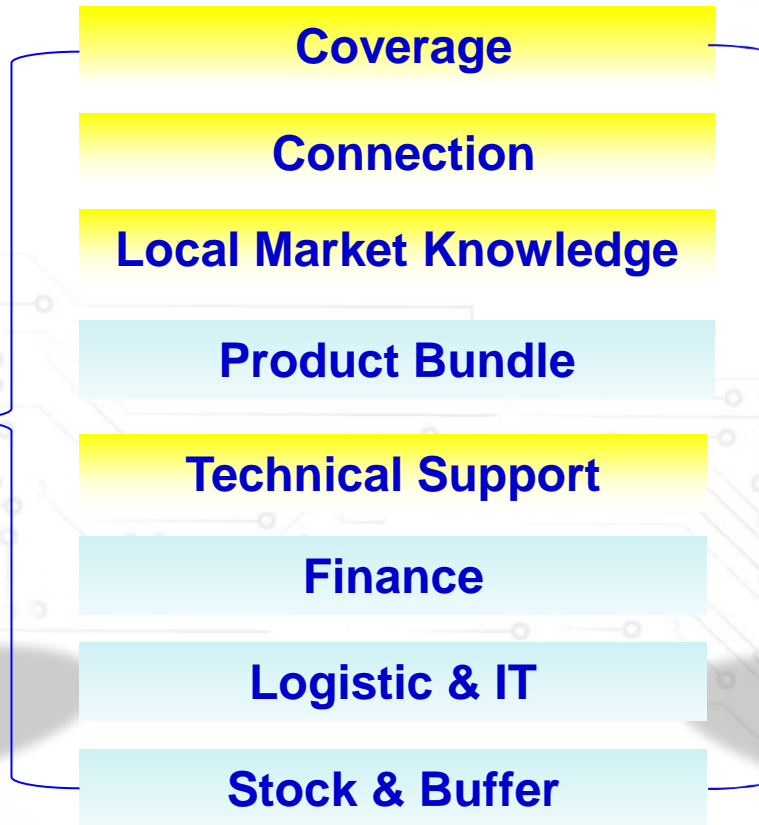 Coverage
Connection
Local Market Knowledge
Product Bundle
Technical Support
Finance
Logistic & IT
Stock & Buffer